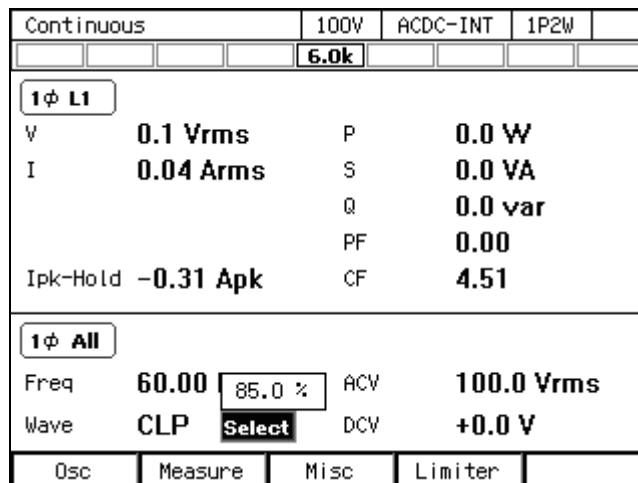 Continuous 100V ACDC-INT 1P2W
6.0k
1ϕ L1
V 0.1 Vrms P 0.0 W
I 0.04 Arms S 0.0 VA
Q 0.0 var
PF 0.00
Ipk-Hold -0.31 Apk CF 4.51
1ϕ All
Freq 60.00 85.0 % ACV 100.0 Vrms
Wave CLP Select DCV +0.0 V
Osc Measure Misc Limiter